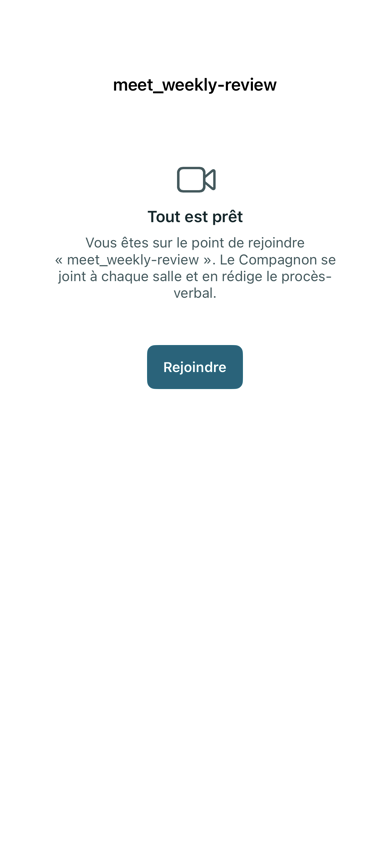 meet_weekly-review
Tout est prêt
Vous êtes sur le point de rejoindre
« meet_weekly-review ». Le Compagnon se
joint à chaque salle et en rédige le procès-
verbal.
Rejoindre